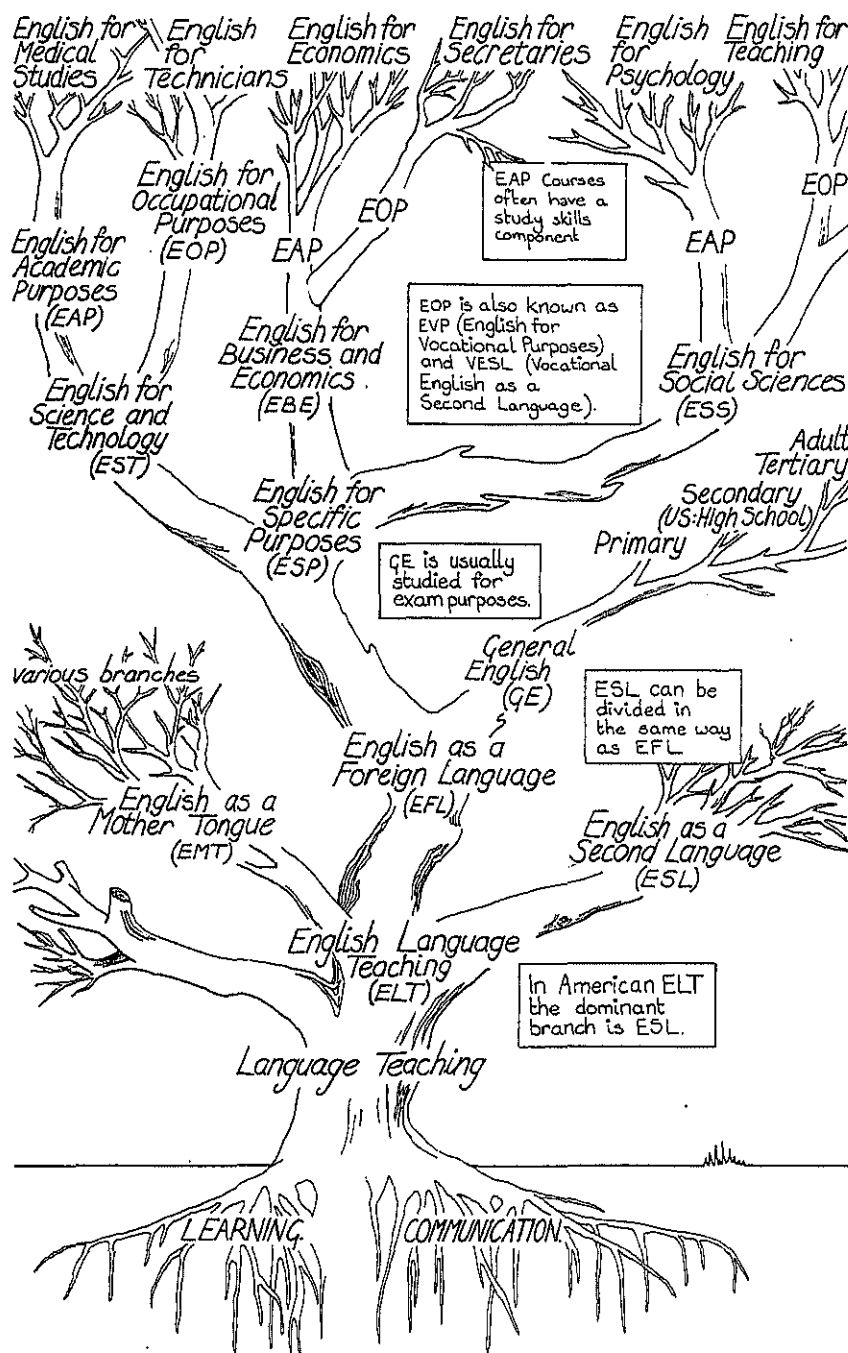 English for
Medical
Studies
English
for
Technicians
English for
Economics
English for
Secretaries
English
for
Psychology
English for
Teaching
English for
Occupational
Purposes
(EOP)
English for
Academic
Purposes
(EAP)
EAP
EOP
EAP Courses
often have a
study skills
component
EAP
EOP
English for
Science and
Technology
(EST)
English for
Business and
Economics.
(EBE)
EOP is also known as
EVP (English for
Vocational Purposes)
and VESL (Vocational
English as a
Second Language).
English for
Social Sciences
(ESS)
English for
Specific
Purposes
(ESP)
GE is usually
studied for
exam purposes.
Primary
Secondary
(US:High School)
Adult
Tertiary
General
English
(GE)
various branches
English as a
Mother Tongue
(EMT)
English as a
Foreign Language
(EFL)
ESL can be
divided in
the same way
as EFL.
English as a
Second Language
(ESL)
English Language
Teaching
(ELT)
In American ELT
the dominant
branch is ESL.
Language Teaching
LEARNING
COMMUNICATION